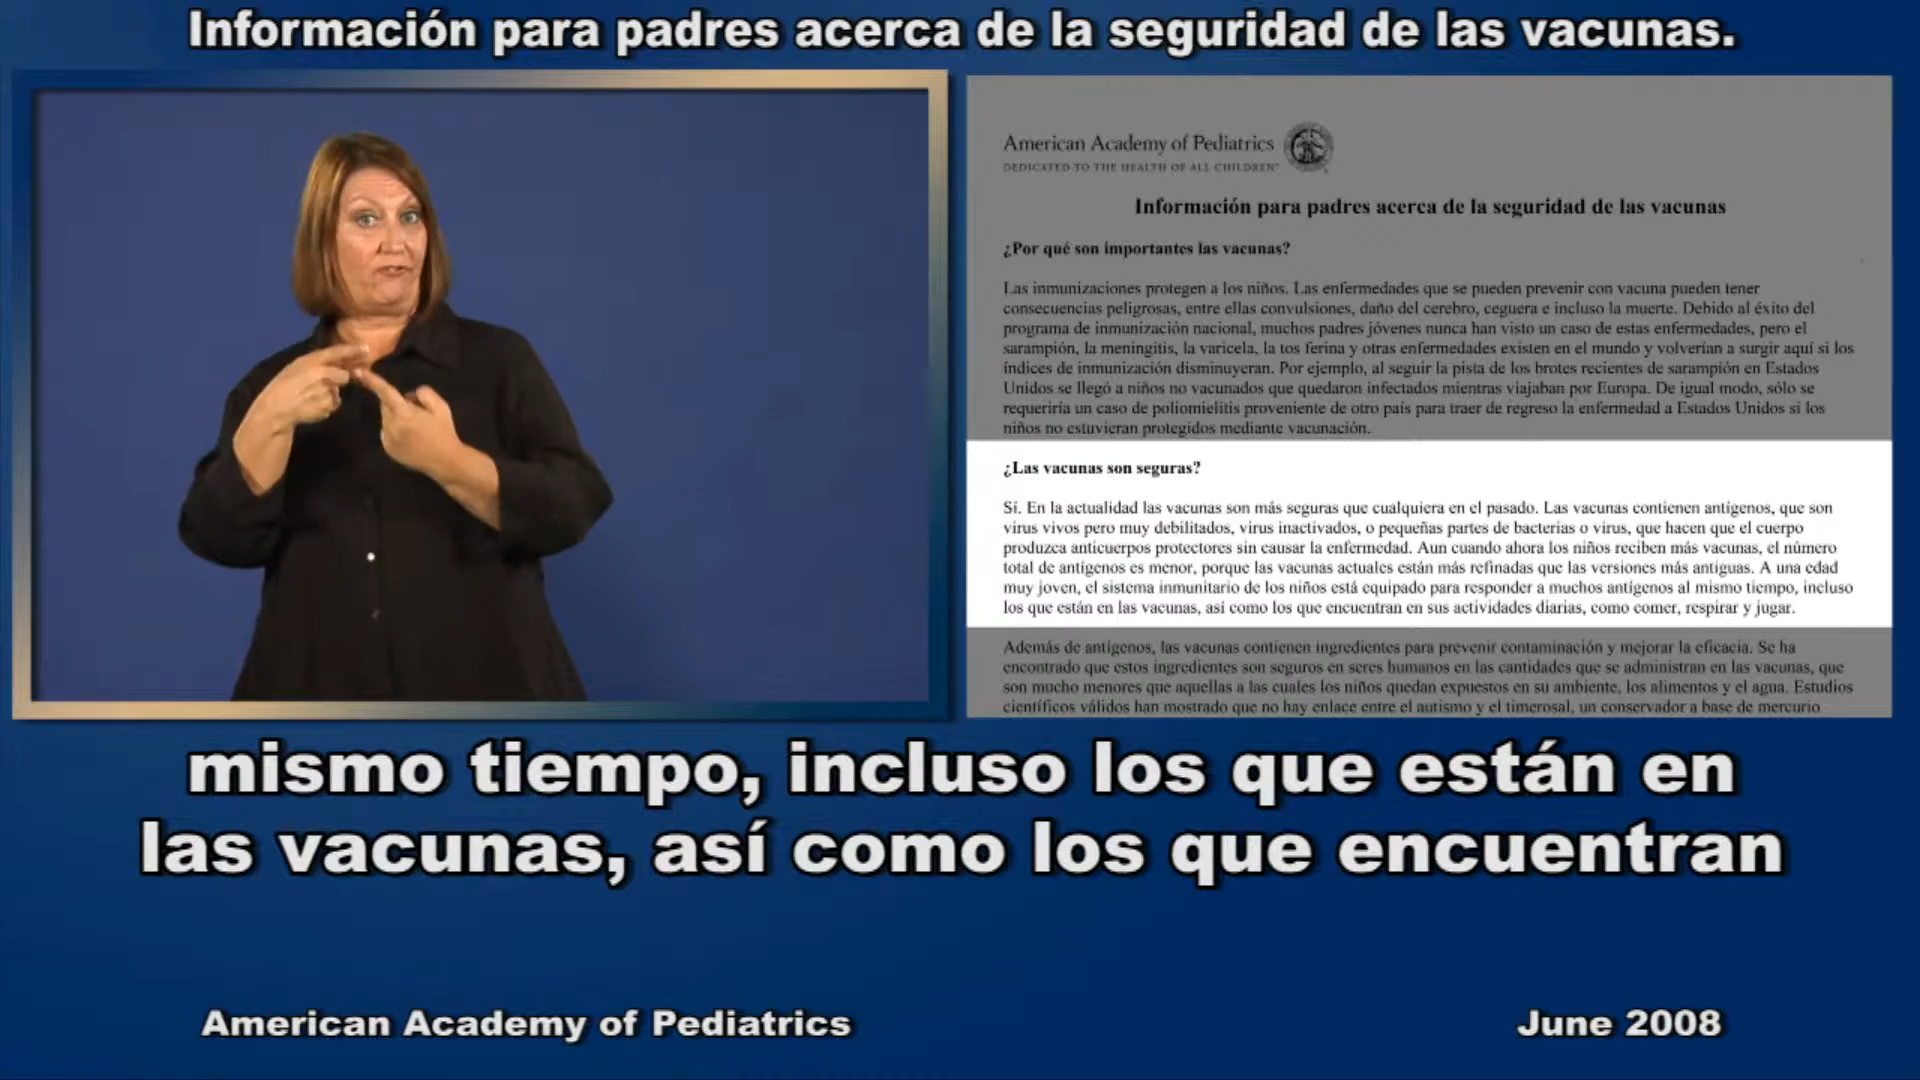 Información para padres acerca de la seguridad de las vacunas.
American Academy of Pediatrics
DEDICATED TO THE HEALTH OF ALL CHILDREN™
Información para padres acerca de la seguridad de las vacunas
¿Por qué son importantes las vacunas?
Las inmunizaciones protegen a los niños. Las enfermedades que se pueden prevenir con vacuna pueden tener
consecuencias peligrosas, entre ellas convulsiones, daño del cerebro, ceguera e incluso la muerte. Debido al éxito del
programa de inmunización nacional, muchos padres jóvenes nunca han visto un caso de estas enfermedades, pero el
sarampión, la meningitis, la varicela, la tos ferina y otras enfermedades existen en el mundo y volverían a surgir aquí si los
índices de inmunización disminuyeran. Por ejemplo, al seguir la pista de los brotes recientes de sarampión en Estados
Unidos se llegó a niños no vacunados que quedaron infectados mientras viajaban por Europa. De igual modo, sólo se
requeriría un caso de poliomielitis proveniente de otro país para traer de regreso la enfermedad a Estados Unidos si los
niños no estuvieran protegidos mediante vacunación.
¿Las vacunas son seguras?
Sí. En la actualidad las vacunas son más seguras que cualquiera en el pasado. Las vacunas contienen antígenos, que son
virus vivos pero muy debilitados, virus inactivados, o pequeñas partes de bacterias o virus, que hacen que el cuerpo
produzca anticuerpos protectores sin causar la enfermedad. Aun cuando ahora los niños reciben más vacunas, el número
total de antígenos es menor, porque las vacunas actuales están más refinadas que las versiones más antiguas. A una edad
muy joven, el sistema inmunitario de los niños está equipado para responder a muchos antígenos al mismo tiempo, incluso
los que están en las vacunas, así como los que encuentran en sus actividades diarias, como comer, respirar y jugar.
Además de antígenos, las vacunas contienen ingredientes para prevenir contaminación y mejorar la eficacia. Se ha
encontrado que estos ingredientes son seguros en seres humanos en las cantidades que se administran en las vacunas, que
son mucho menores que aquellas a las cuales los niños quedan expuestos en su ambiente, los alimentos y el agua. Estudios
científicos válidos han mostrado que no hay enlace entre el autismo y el timerosal, un conservador a base de mercurio
mismo tiempo, incluso los que están en
las vacunas, así como los que encuentran
American Academy of Pediatrics
June 2008